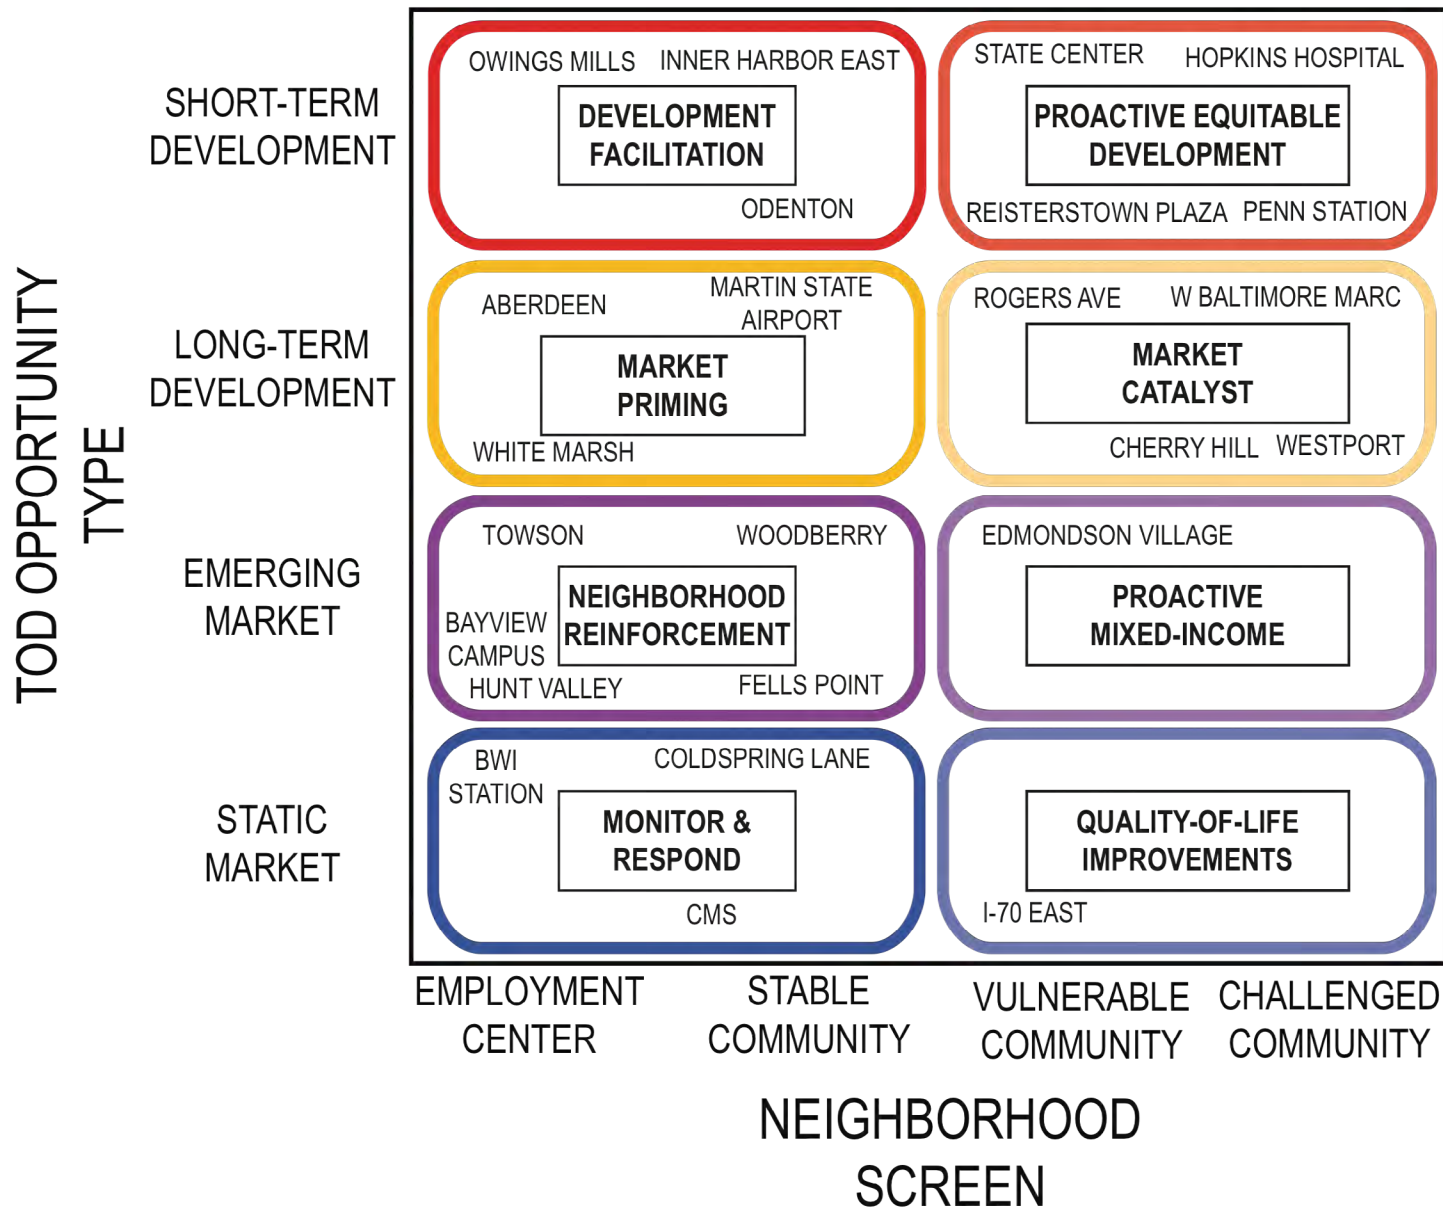 TOD OPPORTUNITY
TYPE
SHORT-TERM
DEVELOPMENT
OWINGS MILLS
INNER HARBOR EAST
DEVELOPMENT
FACILITATION
ODENTON
STATE CENTER
HOPKINS HOSPITAL
PROACTIVE EQUITABLE
DEVELOPMENT
REISTERSTOWN PLAZA
PENN STATION
LONG-TERM
DEVELOPMENT
ABERDEEN
MARTIN STATE
AIRPORT
MARKET
PRIMING
WHITE MARSH
ROGERS AVE
W BALTIMORE MARC
MARKET
CATALYST
CHERRY HILL
WESTPORT
EMERGING
MARKET
TOWSON
WOODBERRY
NEIGHBORHOOD
REINFORCEMENT
BAYVIEW
CAMPUS
HUNT VALLEY
FELLS POINT
EDMONDSON VILLAGE
PROACTIVE
MIXED-INCOME
STATIC
MARKET
BWI
STATION
COLDSPRING LANE
MONITOR &
RESPOND
CMS
QUALITY-OF-LIFE
IMPROVEMENTS
I-70 EAST
EMPLOYMENT
CENTER
STABLE
COMMUNITY
VULNERABLE
COMMUNITY
CHALLENGED
COMMUNITY
NEIGHBORHOOD
SCREEN